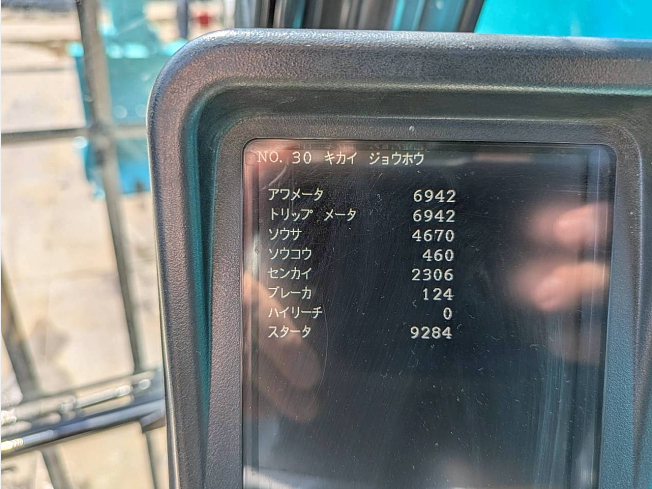 NO. 30 キカイ ジョウホウ
アワメータ 6942
トリップ メータ 6942
ソウサ 4670
ソウコウ 460
センカイ 2306
ブレーカ 124
ハイリーチ 0
スタータ 9284